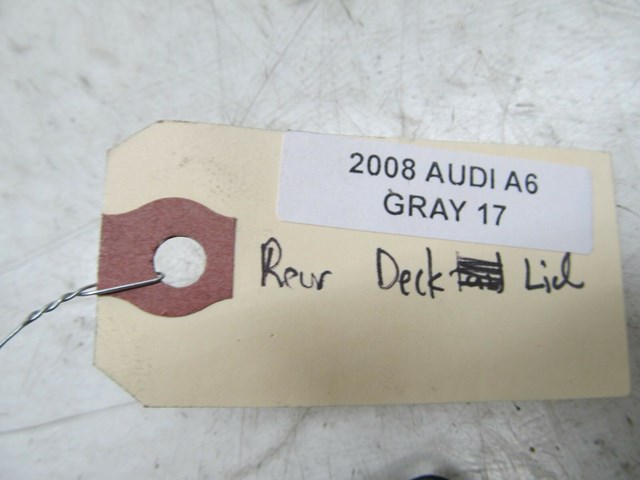 2008 AUDI A6
GRAY 17
Rear Deck Lid